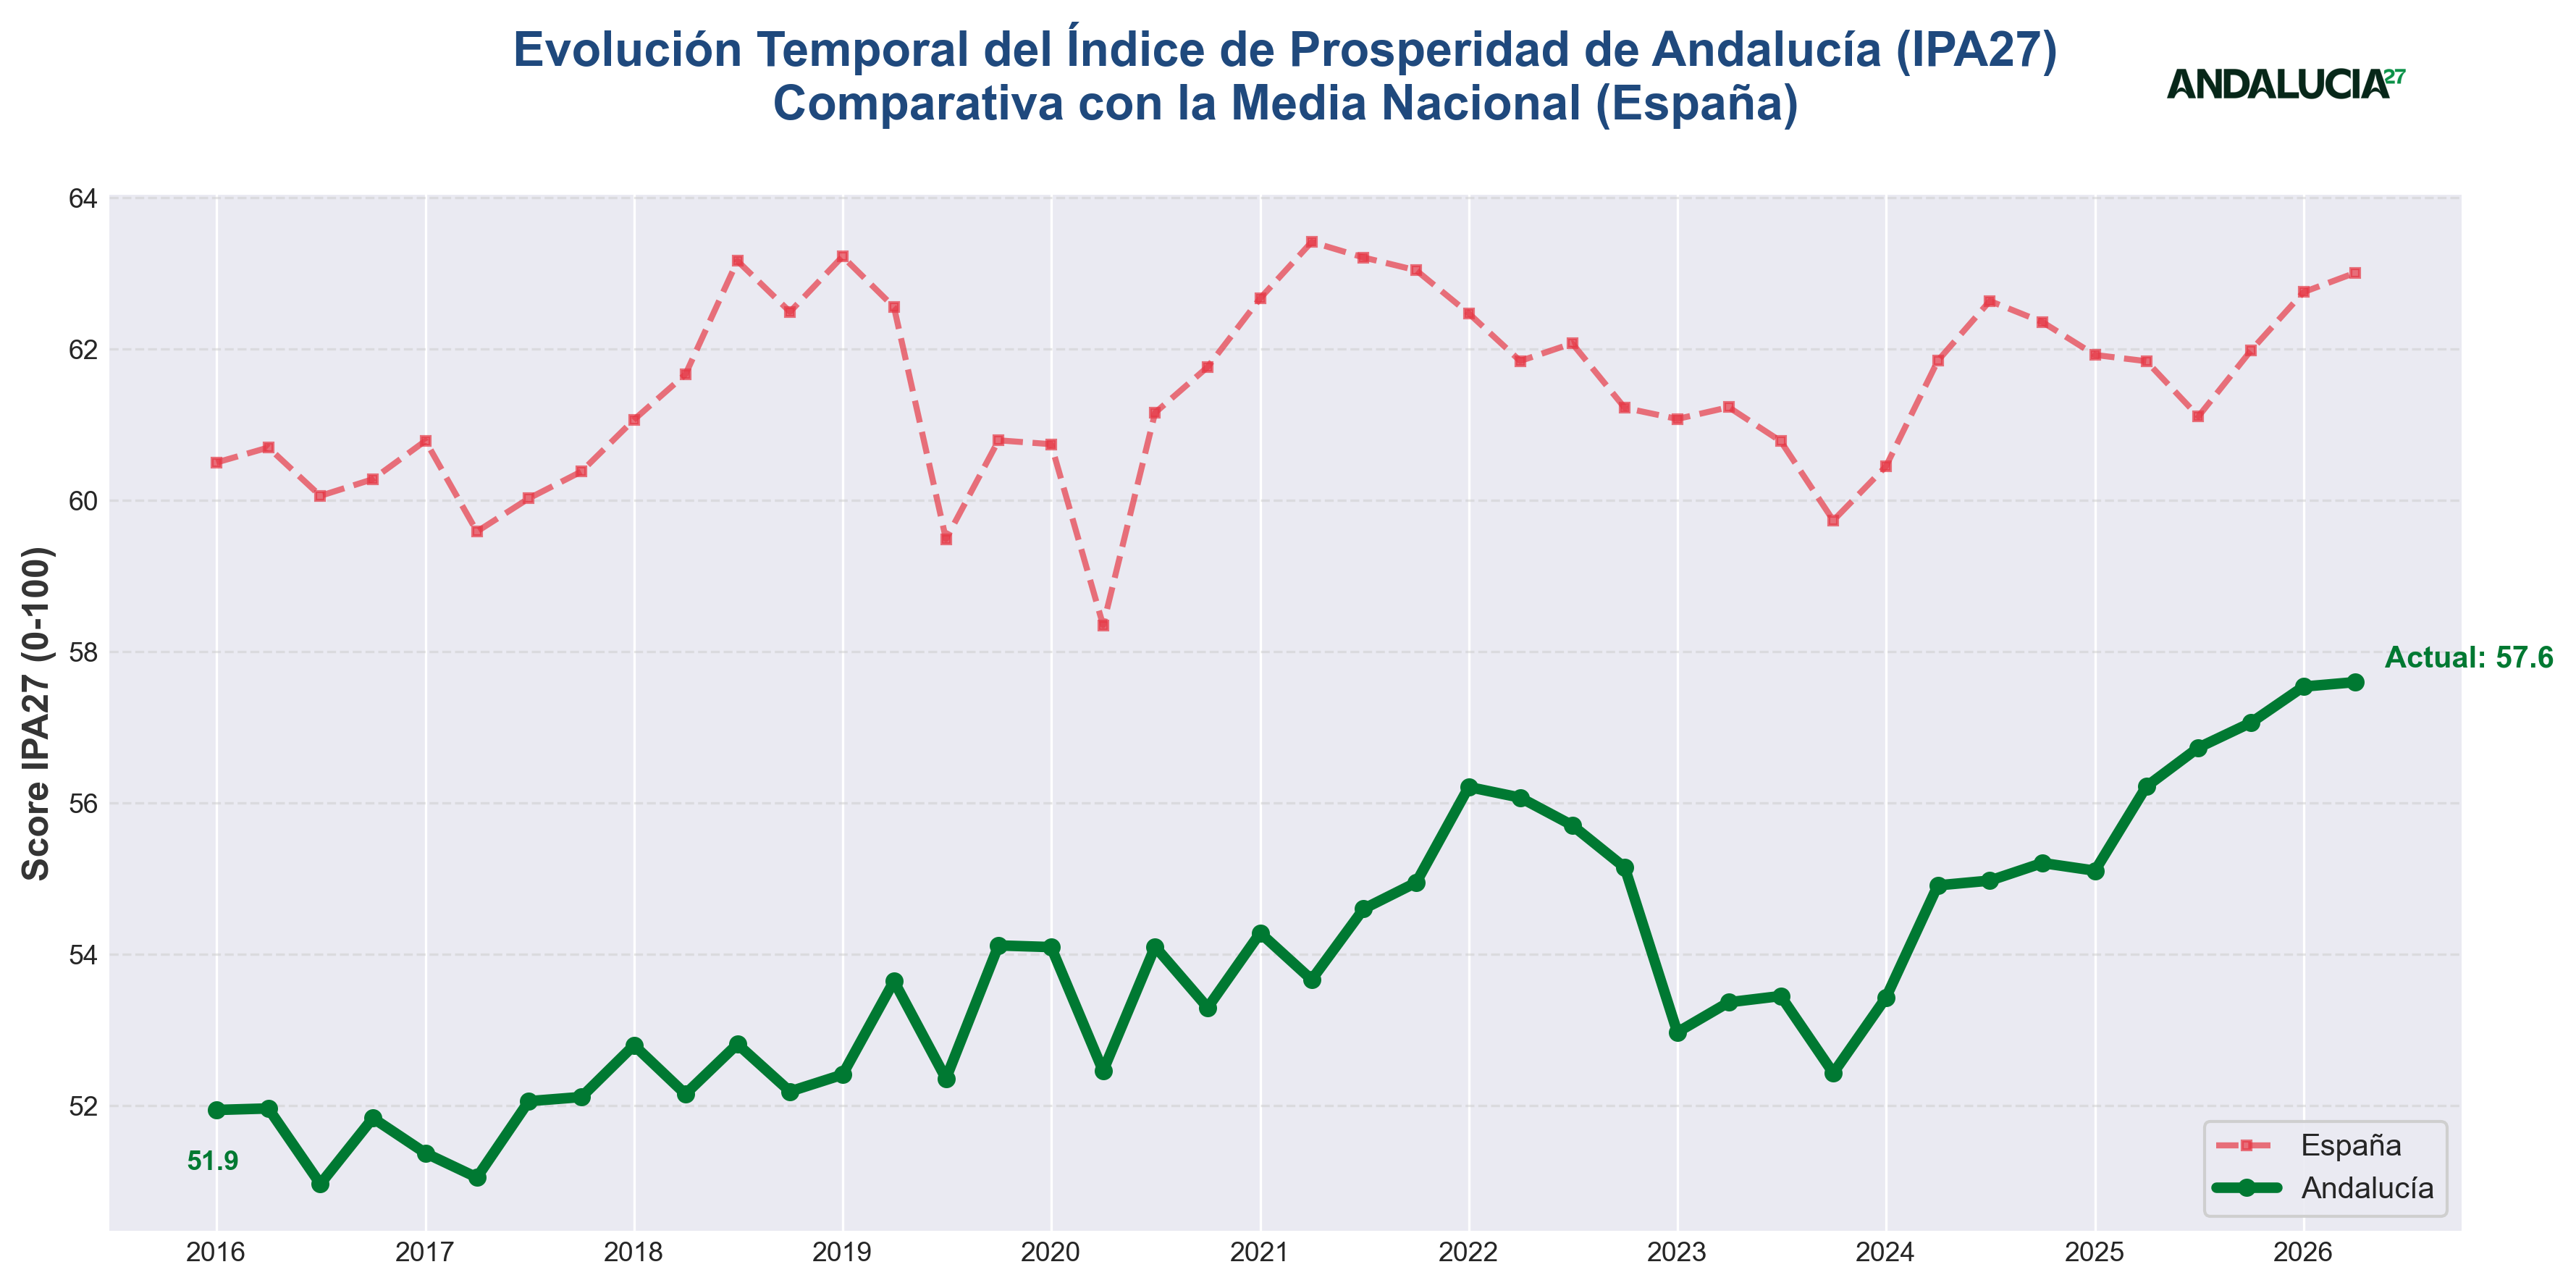 Evolución Temporal del Índice de Prosperidad de Andalucía (IPA27)
Comparativa con la Media Nacional (España)
ANDALUCIA27
Score IPA27 (0-100)
64
62
60
58
56
54
52
Actual: 57.6
51.9
España
Andalucía
2016 2017 2018 2019 2020 2021 2022 2023 2024 2025 2026